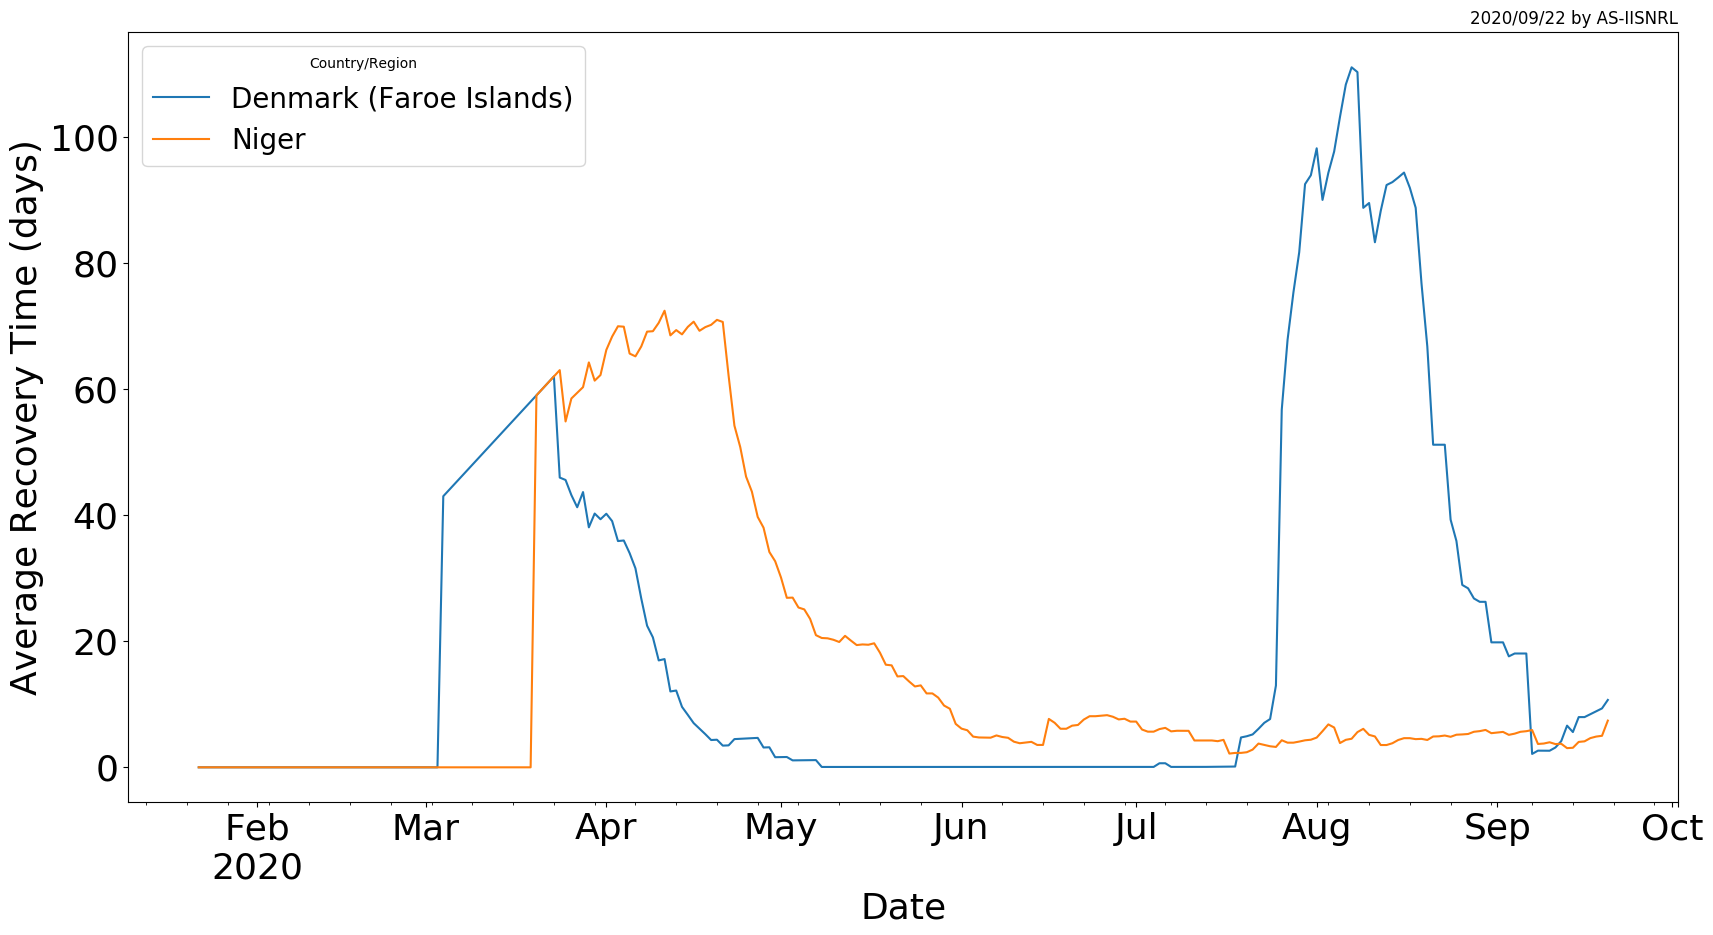 2020/09/22 by AS-IISNRL
Country/Region
Denmark (Faroe Islands)
Niger
Average Recovery Time (days)
100
80
60
40
20
0
Feb Mar Apr May Jun Jul Aug Sep Oct
2020
Date